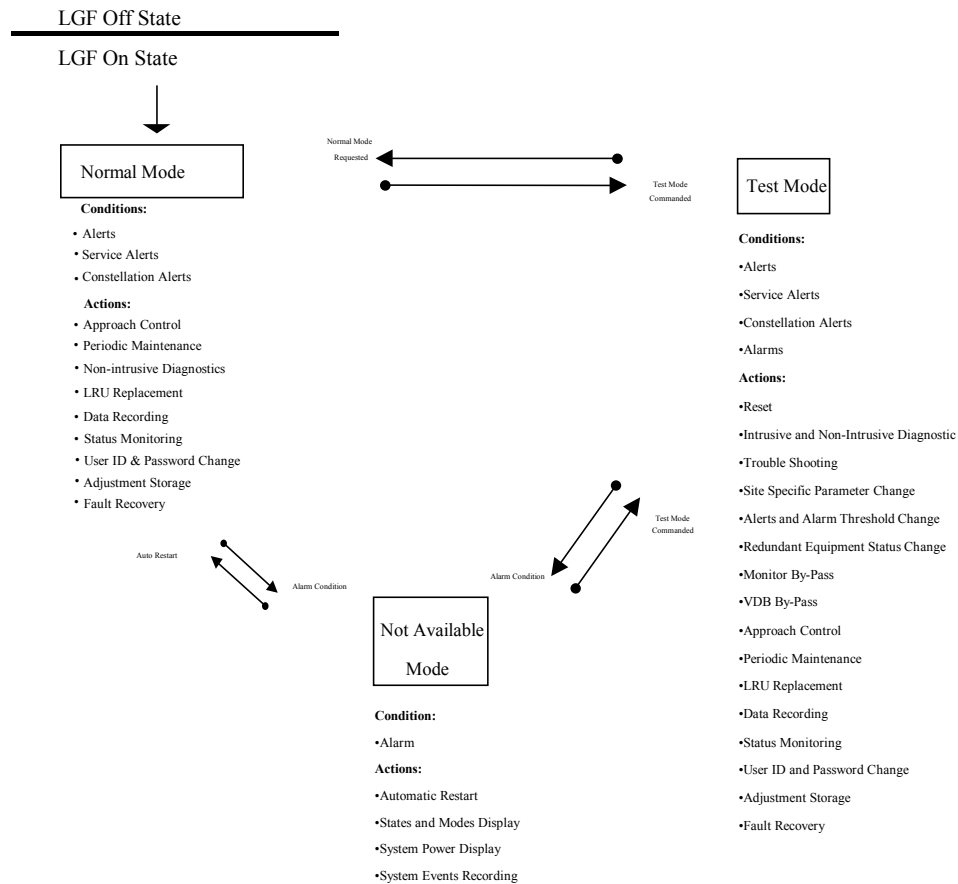 LGF Off State
LGF On State
Normal Mode
Conditions:
• Alerts
• Service Alerts
• Constellation Alerts
Actions:
• Approach Control
• Periodic Maintenance
• Non-intrusive Diagnostics
• LRU Replacement
• Data Recording
• Status Monitoring
• User ID & Password Change
• Adjustment Storage
• Fault Recovery
Normal Mode
Requested
Test Mode
Commanded
Test Mode
Conditions:
•Alerts
•Service Alerts
•Constellation Alerts
•Alarms
Actions:
•Reset
•Intrusive and Non-Intrusive Diagnostic
•Trouble Shooting
•Site Specific Parameter Change
•Alerts and Alarm Threshold Change
•Redundant Equipment Status Change
•Monitor By-Pass
•VDB By-Pass
•Approach Control
•Periodic Maintenance
•LRU Replacement
•Data Recording
•Status Monitoring
•User ID and Password Change
•Adjustment Storage
•Fault Recovery
Auto Restart
Alarm Condition
Alarm Condition
Test Mode
Commanded
Not Available
Mode
Condition:
•Alarm
Actions:
•Automatic Restart
•States and Modes Display
•System Power Display
•System Events Recording